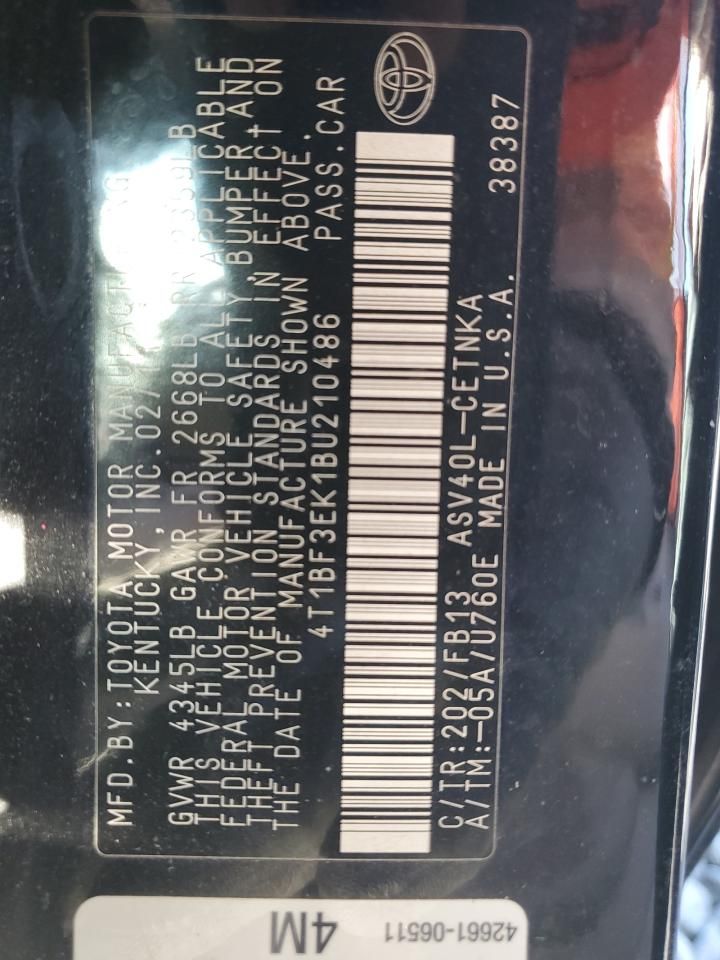 MFD.BY:TOYOTA MOTOR MANUFACTURING
KENTUCKY,INC.02/
GVWR 4345LB GAWR FR 2668LB RR
THIS VEHICLE CONFORMS TO ALL APPLICABLE
FEDERAL MOTOR VEHICLE SAFETY, BUMPER AND
THEFT PREVENTION STANDARDS IN EFFECT ON
THE DATE OF MANUFACTURE SHOWN ABOVE.
4T1BF3EK1BU210486 PASS.CAR
C/TR:202/FB13 ASV40L-CETNKA
A/TM:-05A/U760E MADE IN U.S.A. 38387
4M
42661-06511